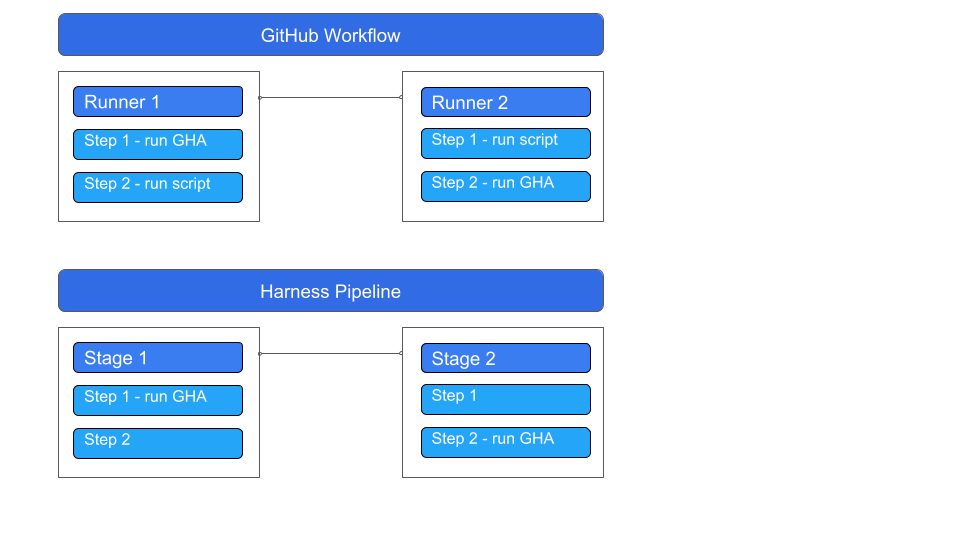 GitHub Workflow
Runner 1
Step 1 - run GHA
Step 2 - run script
Runner 2
Step 1 - run script
Step 2 - run GHA
Harness Pipeline
Stage 1
Step 1 - run GHA
Step 2
Stage 2
Step 1
Step 2 - run GHA